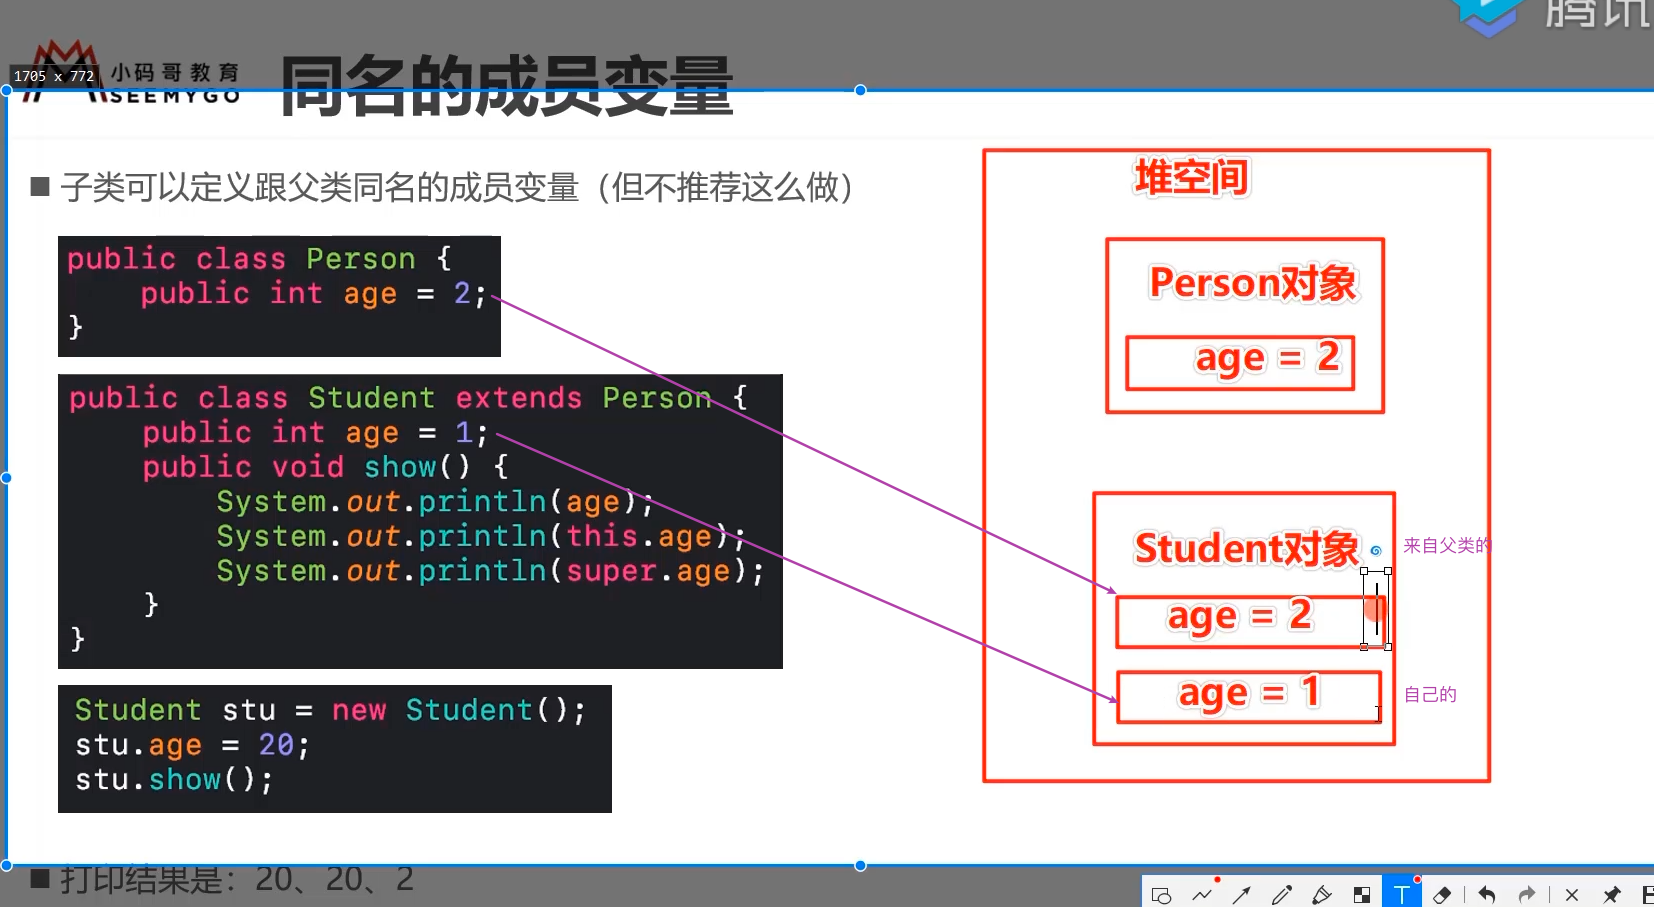 腾讯
1705 x 772
小码哥教育
SEEMYGO
同名的成员变量
子类可以定义跟父类同名的成员变量（但不推荐这么做）
public class Person {
public int age = 2;
}
public class Student extends Person {
public int age = 1;
public void show() {
System.out.println(age);
System.out.println(this.age);
System.out.println(super.age);
}
}
Student stu = new Student();
stu.age = 20;
stu.show();
打印结果是：20、20、2
堆空间
Person对象
age = 2
Student对象
来自父类的
age = 2
age = 1
自己的
T